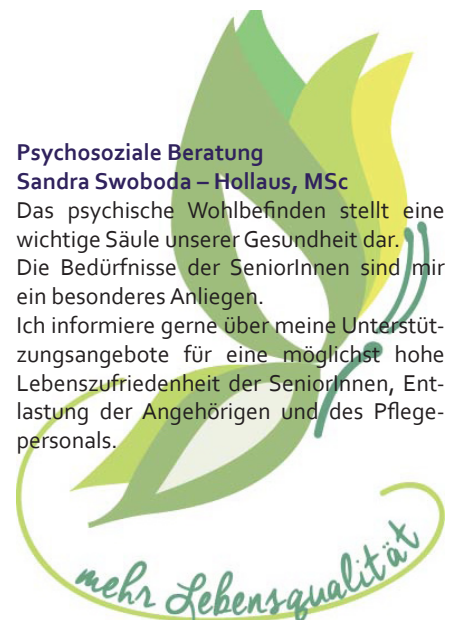 Psychosoziale Beratung
Sandra Swoboda – Hollaus, MSc
Das psychische Wohlbefinden stellt eine
wichtige Säule unserer Gesundheit dar.
Die Bedürfnisse der SeniorInnen sind mir
ein besonderes Anliegen.
Ich informiere gerne über meine Unterstüt-
zungsangebote für eine möglichst hohe
Lebenszufriedenheit der SeniorInnen, Ent-
lastung der Angehörigen und des Pflege-
personals.
mehr Lebensqualität